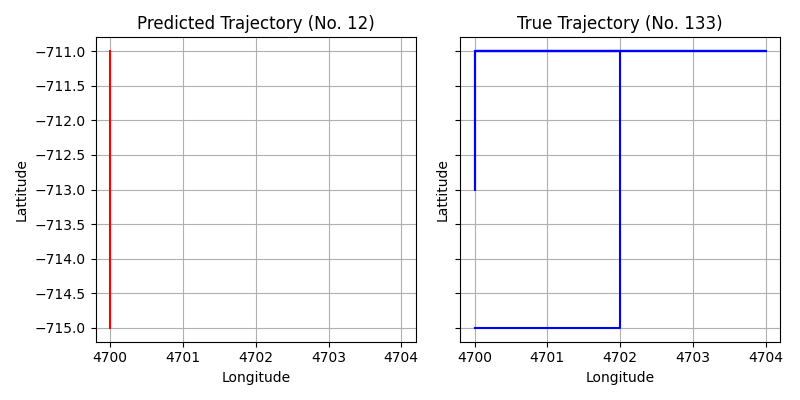 Predicted Trajectory (No. 12)
Lattitude
−711.0
−711.5
−712.0
−712.5
−713.0
−713.5
−714.0
−714.5
−715.0
4700 4701 4702 4703 4704
Longitude
True Trajectory (No. 133)
Lattitude
4700 4701 4702 4703 4704
Longitude